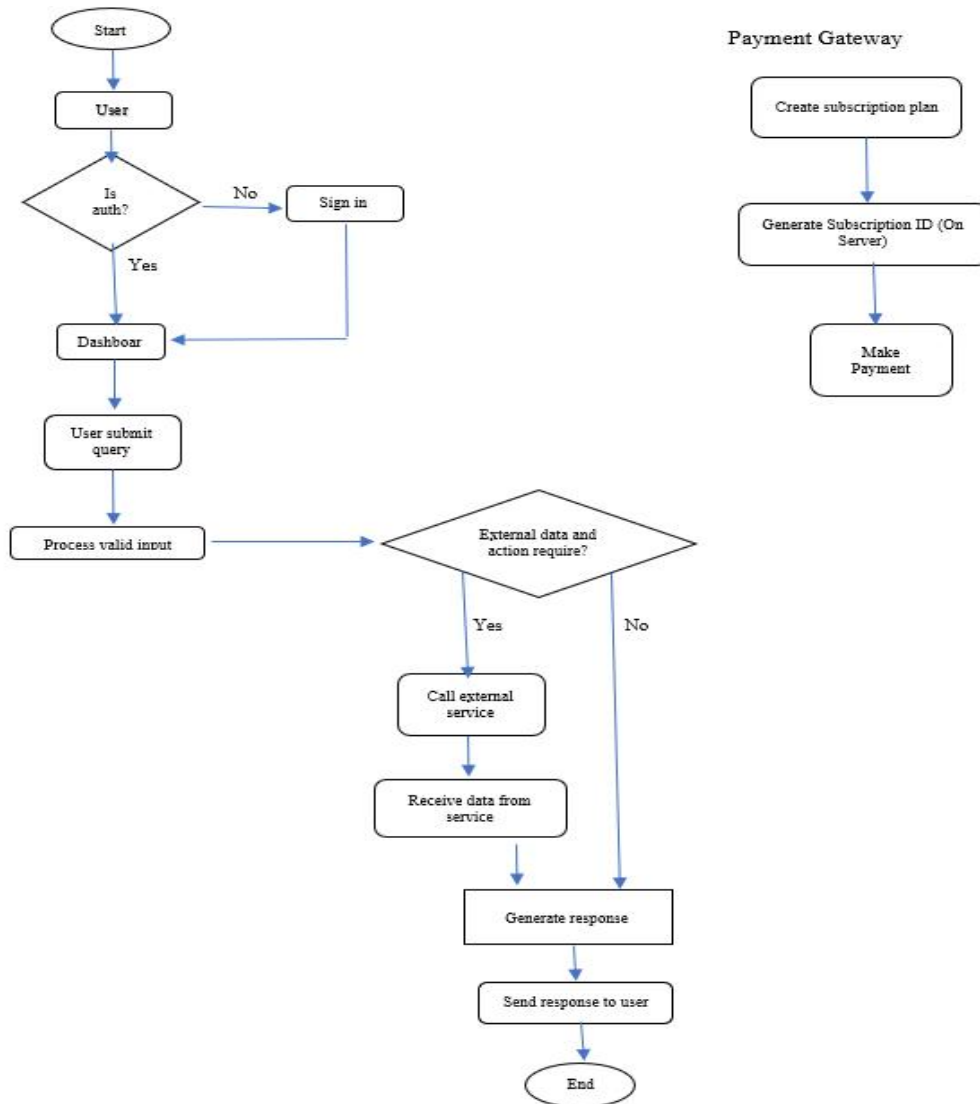 Start
User
Is
auth?
No
Sign in
Yes
Dashboar
User submit
query
Process valid input
External data and
action require?
Yes
No
Call external
service
Receive data from
service
Generate response
Send response to user
End
Payment Gateway
Create subscription plan
Generate Subscription ID (On
Server)
Make
Payment